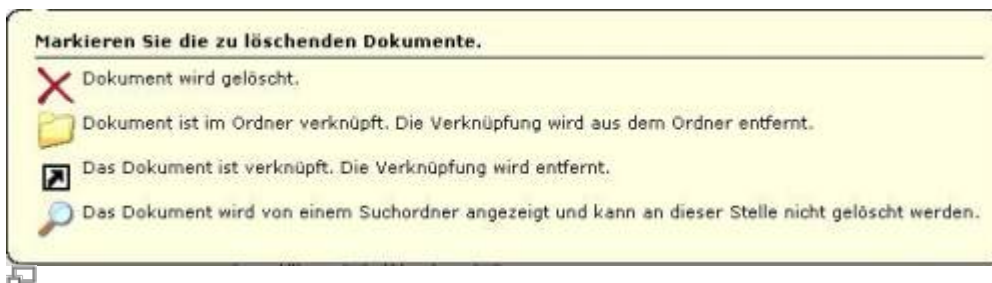 Markieren Sie die zu löschenden Dokumente.
Dokument wird gelöscht.
Dokument ist im Ordner verknüpft. Die Verknüpfung wird aus dem Ordner entfernt.
Das Dokument ist verknüpft. Die Verknüpfung wird entfernt.
Das Dokument wird von einem Suchordner angezeigt und kann an dieser Stelle nicht gelöscht werden.